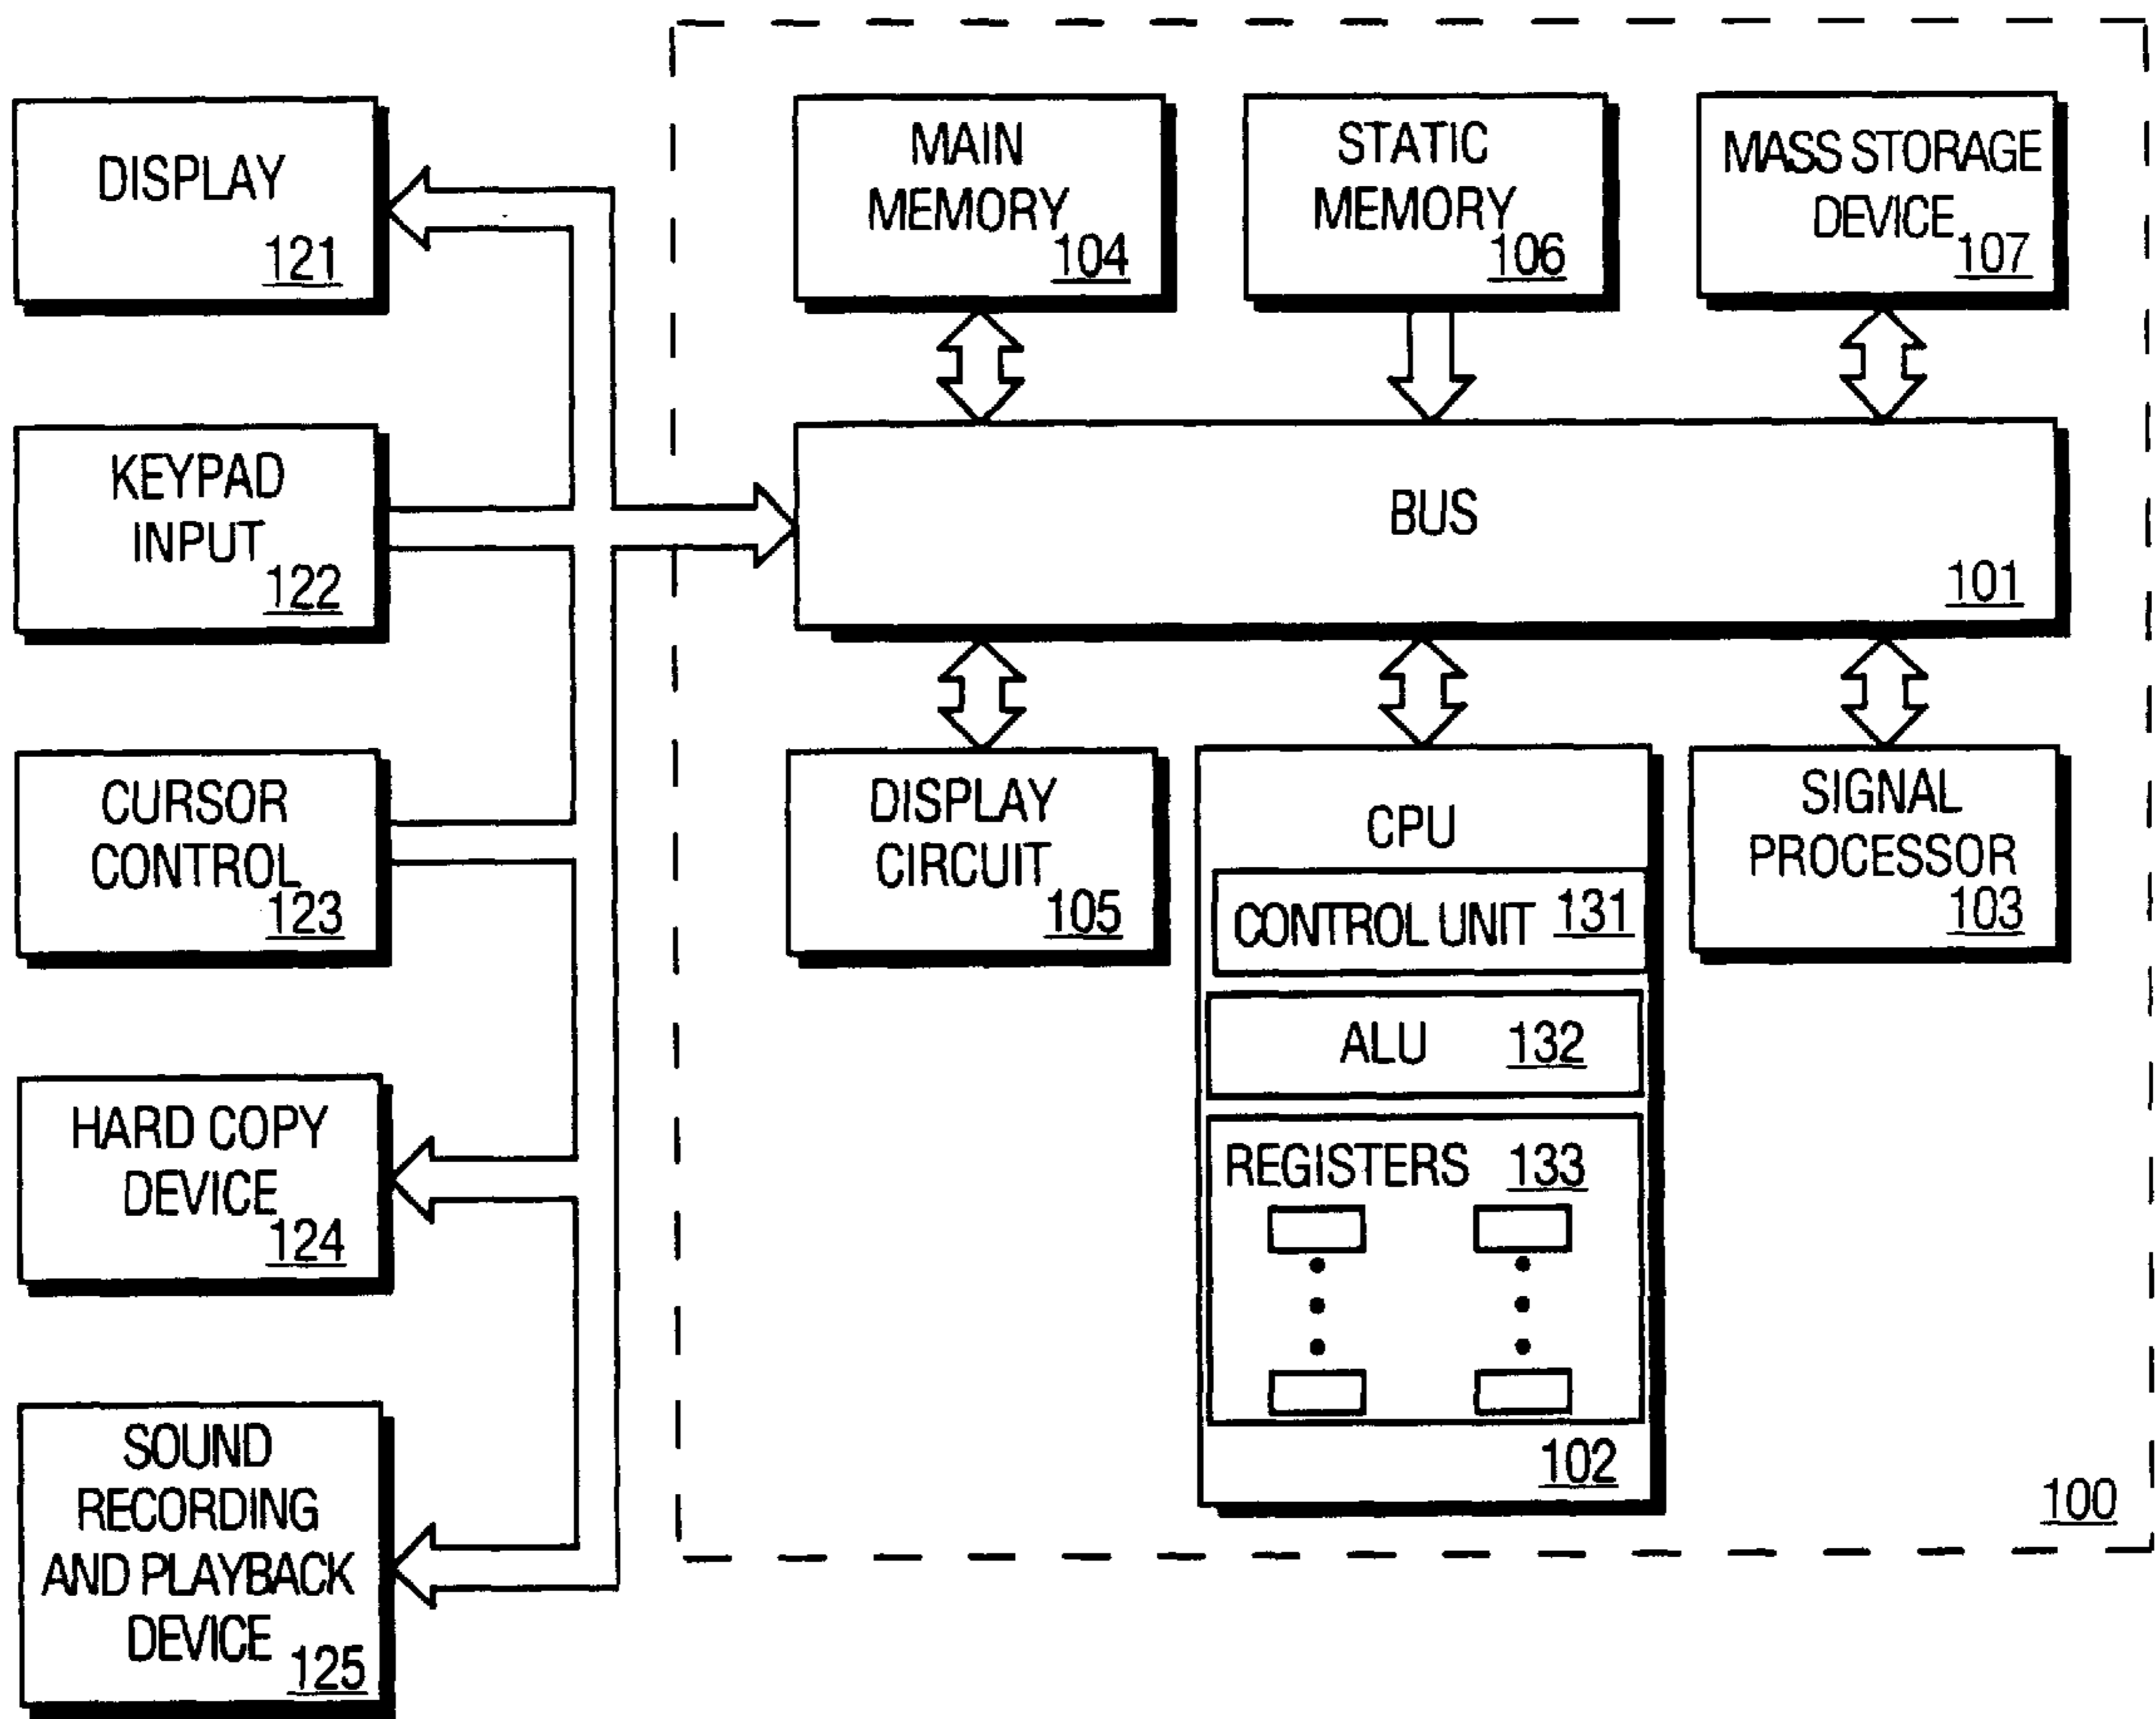 DISPLAY
121
KEYPAD
INPUT
122
CURSOR
CONTROL
123
HARD COPY
DEVICE
124
SOUND
RECORDING
AND PLAYBACK
DEVICE
125
MAIN
MEMORY
104
STATIC
MEMORY
106
MASS STORAGE
DEVICE
107
BUS
101
DISPLAY
CIRCUIT
105
CPU
CONTROL UNIT 131
ALU 132
REGISTERS 133
102
SIGNAL
PROCESSOR
103
100